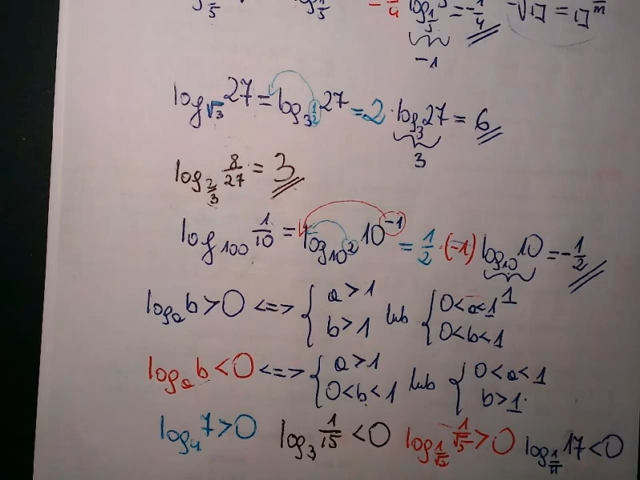 -1
log_√3 27 = log_3^(1/2) 27 = 2 · log_3 27 = 6
3
log_(2/3) 8/27 = 3
log_100 1/10 = log_10^2 10^(-1) = 1/2 · (-1) log_10 10 = -1/2
1
log_a b > 0 <=> { a > 1, b > 1 lub { 0 < a < 1, 0 < b < 1
log_a b < 0 <=> { a > 1, 0 < b < 1 lub { 0 < a < 1, b > 1
log_4 7 > 0 log_3 1/15 < 0 log_(1/√2) 1/√5 > 0 log_(1/π) 17 < 0